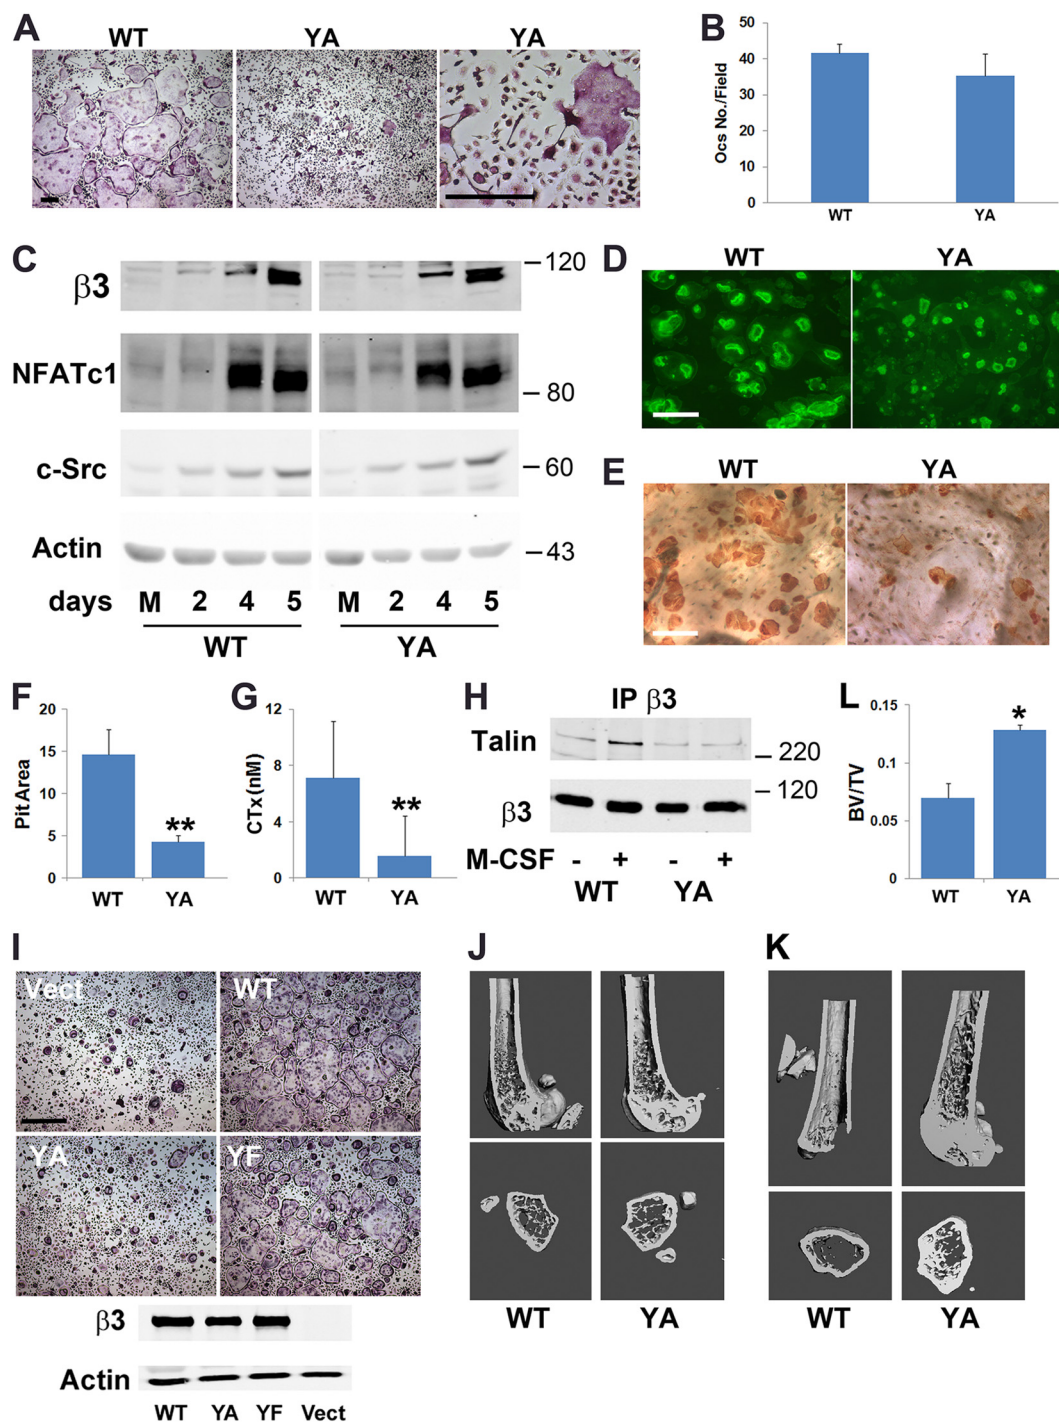 A
WT
YA
YA
B
Ocs No./Field
50
40
30
20
10
0
WT
YA
C
β3
120
NFATc1
80
c-Src
60
Actin
43
days
M 2 4 5 M 2 4 5
WT
YA
D
WT
YA
E
WT
YA
F
Pit Area
20
15
10
5
0
**
WT
YA
G
CTx (nM)
12
8
4
0
**
WT
YA
H
IP β3
Talin
220
β3
120
M-CSF - + - +
WT
YA
L
BV/TV
0.15
0.1
0.05
0
*
WT
YA
I
Vect
WT
YA
YF
β3
Actin
WT YA YF Vect
J
WT
YA
K
WT
YA